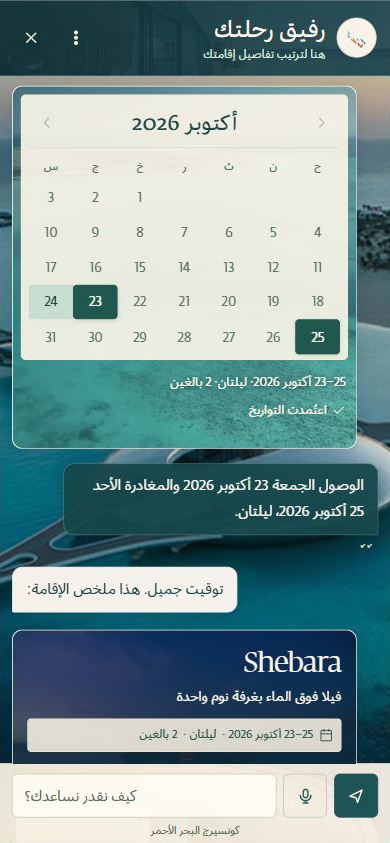 رفيق رحلتك
هنا لترتيب تفاصيل إقامتك
أكتوبر 2026
ح ن ث ر خ ج س
1 2 3
4 5 6 7 8 9 10
11 12 13 14 15 16 17
18 19 20 21 22 23 24
25 26 27 28 29 30 31
23–25 أكتوبر 2026· ليلتان· 2 بالغين
اعتُمدت التواريخ
الوصول الجمعة 23 أكتوبر 2026 والمغادرة الأحد
25 أكتوبر 2026، ليلتان.
توقيت جميل. هذا ملخص الإقامة:
Shebara
فيلا فوق الماء بغرفة نوم واحدة
23–25 أكتوبر 2026 · ليلتان · 2 بالغين
كيف نقدر نساعدك؟
كونسيرج البحر الأحمر